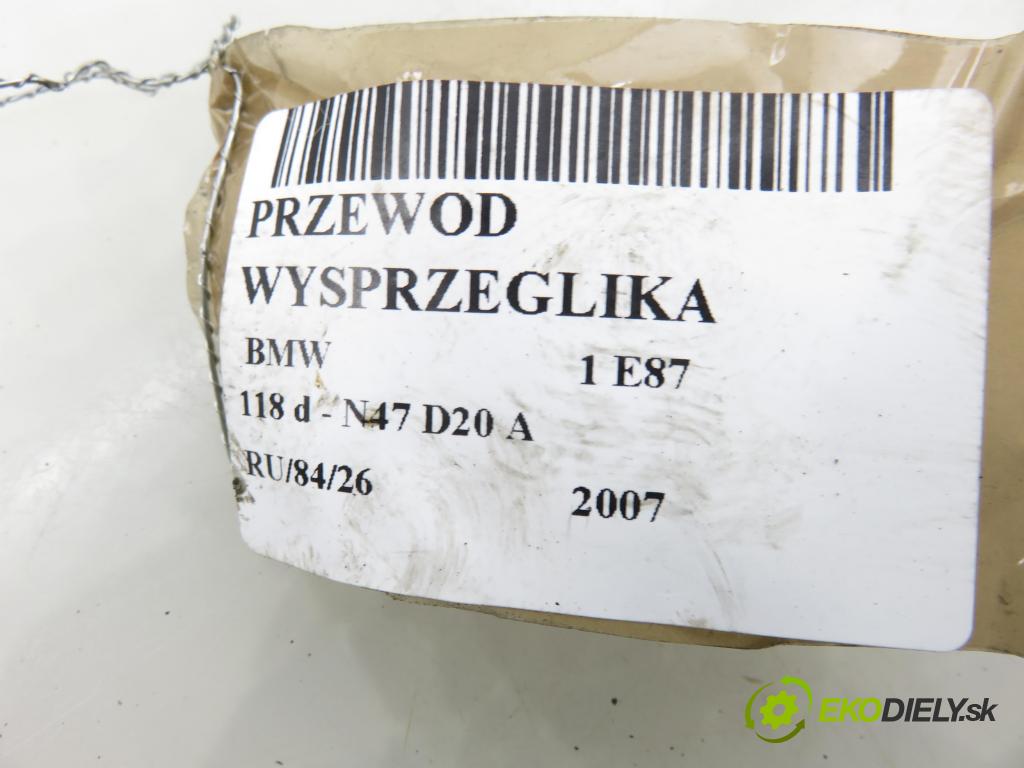 PRZEWOD
WYSPRZEGLIKA
BMW 1 E87
118 d - N47 D20 A
RU/84/26 2007
EKODIELY.sk